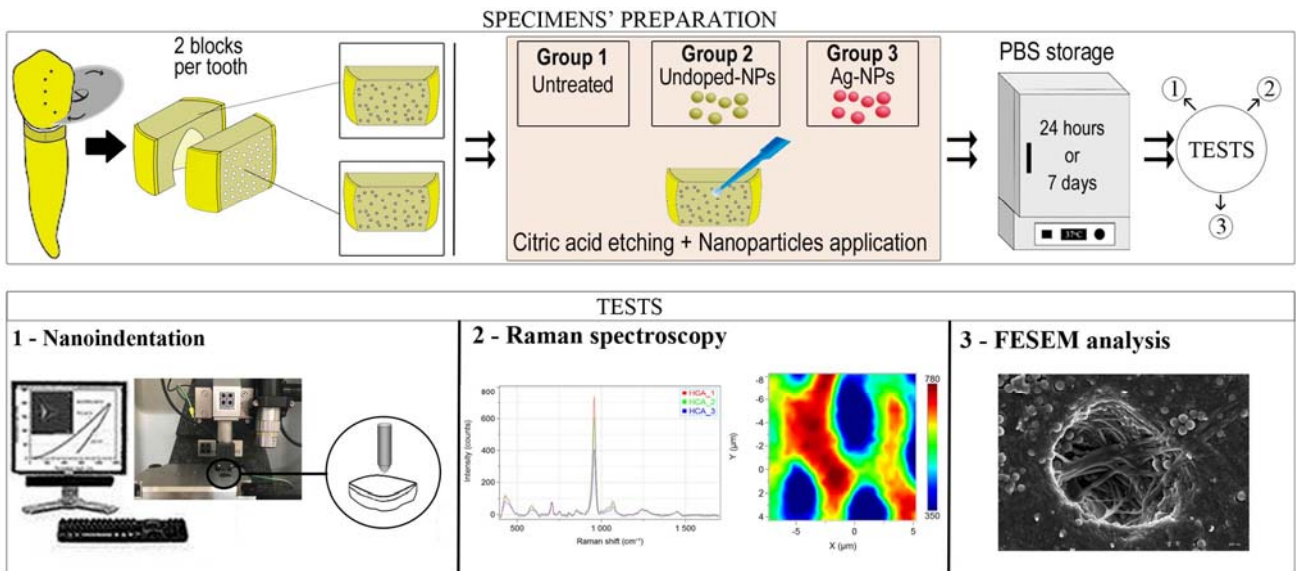 SPECIMENS' PREPARATION
2 blocks
per tooth
Group 1
Untreated
Group 2
Undoped-NPs
Group 3
Ag-NPs
Citric acid etching + Nanoparticles application
PBS storage
24 hours
or
7 days
37ºC
1
2
TESTS
3
TESTS
1 - Nanoindentation
2 - Raman spectroscopy
800
600
400
200
0
Intensity (counts)
500
1 000
1 500
Raman shift (cm⁻¹)
HCA_1
HCA_2
HCA_3
-8
-6
-4
-2
0
2
4
Y (µm)
-5
0
5
X (µm)
780
350
3 - FESEM analysis